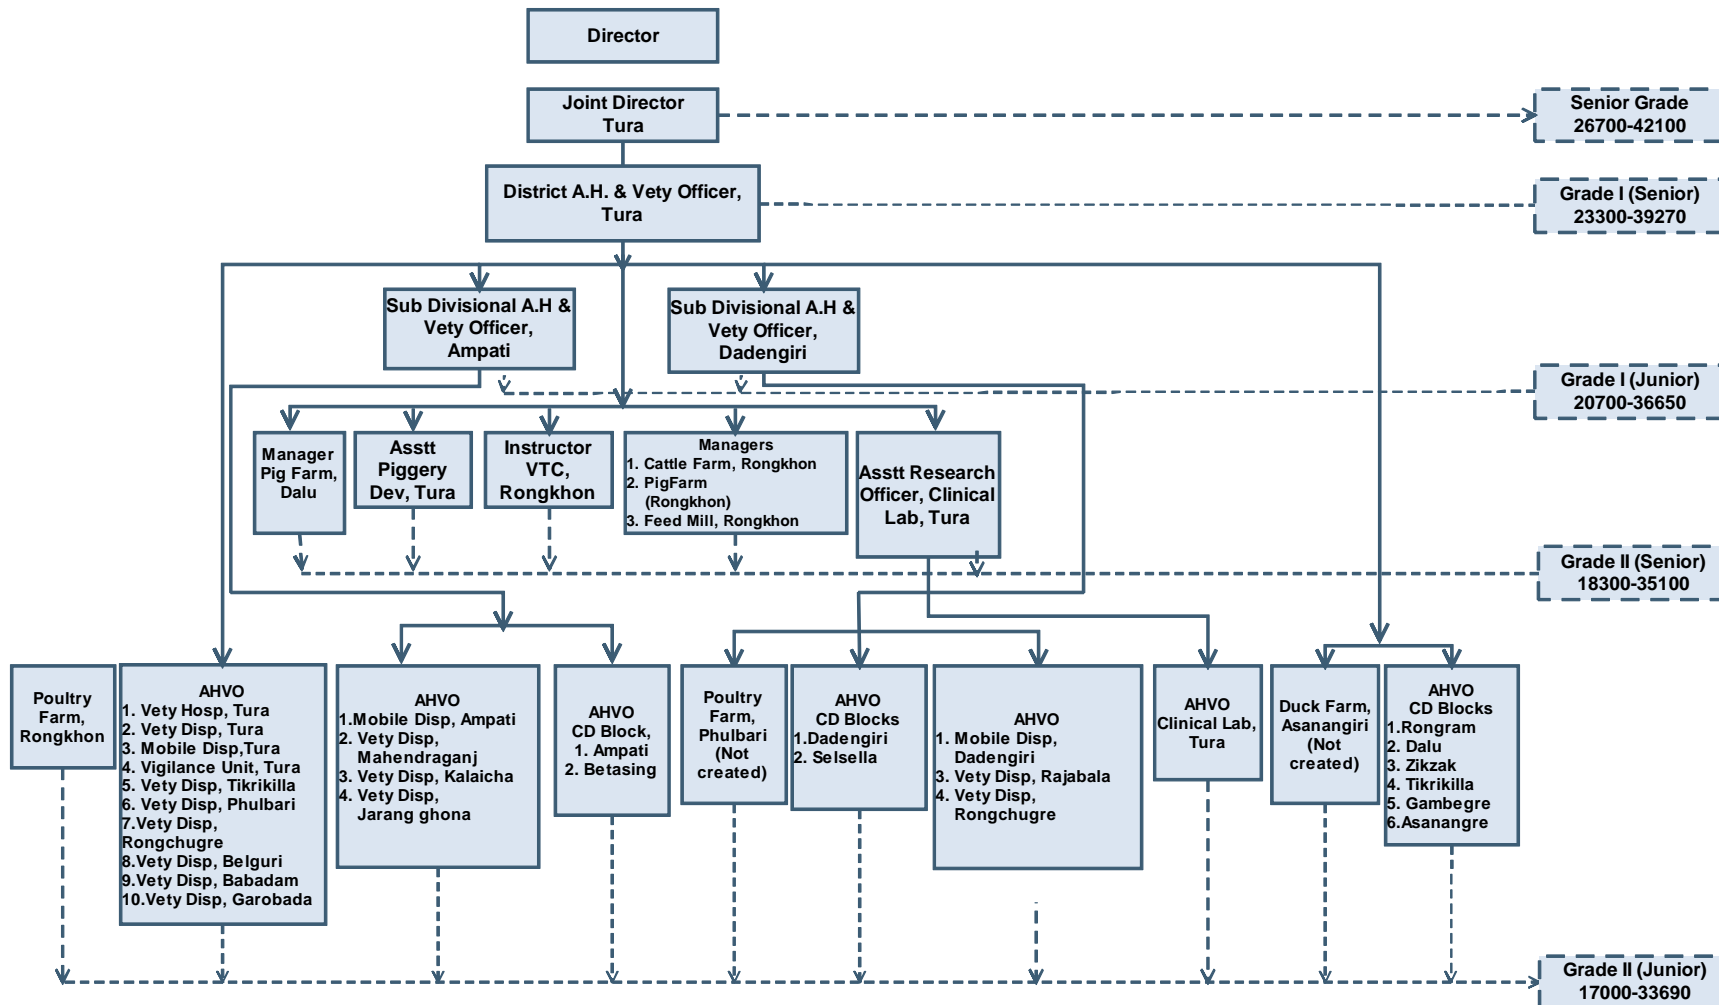 Director
Joint Director
Tura
Senior Grade
26700-42100
District A.H. & Vety Officer,
Tura
Grade I (Senior)
23300-39270
Sub Divisional A.H &
Vety Officer,
Ampati
Sub Divisional A.H &
Vety Officer,
Dadengiri
Grade I (Junior)
20700-36650
Manager
Pig Farm,
Dalu
Asstt
Piggery
Dev, Tura
Instructor
VTC,
Rongkhon
Managers
1. Cattle Farm, Rongkhon
2. PigFarm
(Rongkhon)
3. Feed Mill, Rongkhon
Asstt Research
Officer, Clinical
Lab, Tura
Grade II (Senior)
18300-35100
Poultry
Farm,
Rongkhon
AHVO
1. Vety Hosp, Tura
2. Vety Disp, Tura
3. Mobile Disp,Tura
4. Vigilance Unit, Tura
5. Vety Disp, Tikrikilla
6. Vety Disp, Phulbari
7.Vety Disp,
Rongchugre
8.Vety Disp, Belguri
9.Vety Disp, Babadam
10.Vety Disp, Garobada
AHVO
1.Mobile Disp, Ampati
2. Vety Disp,
Mahendraganj
3. Vety Disp, Kalaicha
4. Vety Disp,
Jarang ghona
AHVO
CD Block,
1. Ampati
2. Betasing
Poultry
Farm,
Phulbari
(Not
created)
AHVO
CD Blocks
1.Dadengiri
2. Selsella
AHVO
1. Mobile Disp,
Dadengiri
3. Vety Disp, Rajabala
4. Vety Disp,
Rongchugre
AHVO
Clinical Lab,
Tura
Duck Farm,
Asanangiri
(Not
created)
AHVO
CD Blocks
1.Rongram
2. Dalu
3. Zikzak
4. Tikrikilla
5. Gambegre
6.Asanangre
Grade II (Junior)
17000-33690